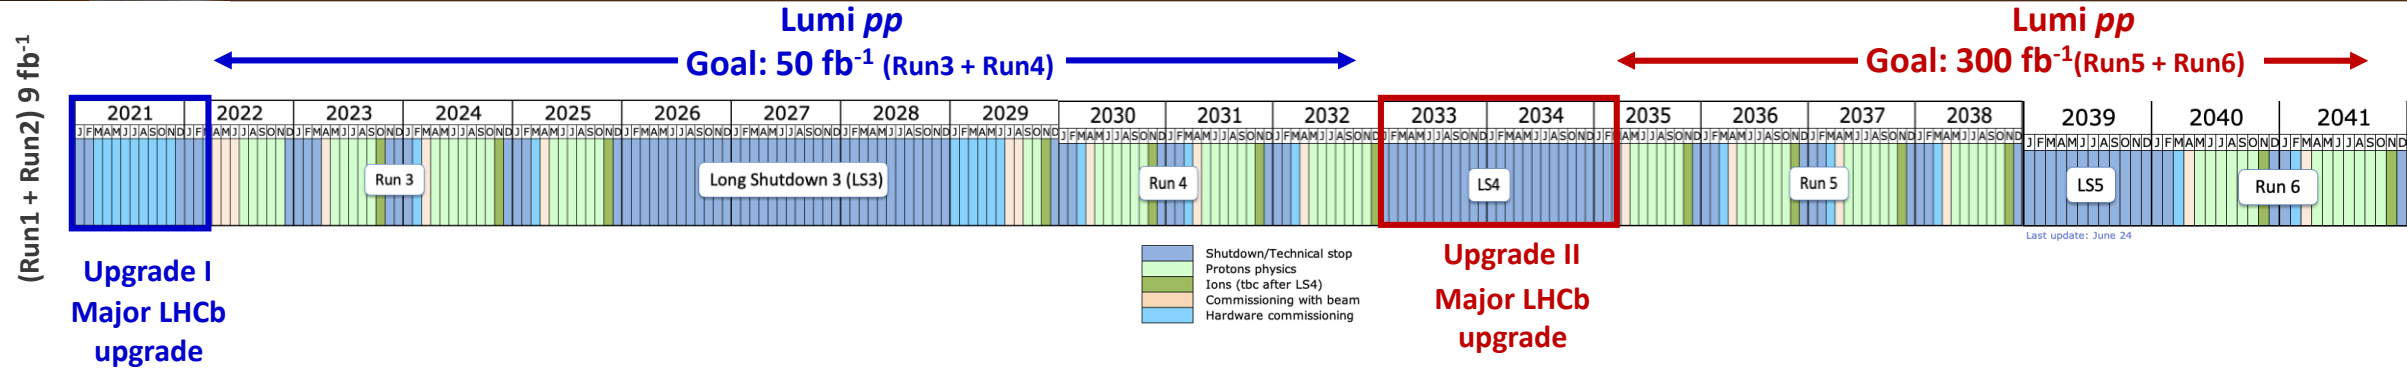 (Run1 + Run2) 9 fb-1
Lumi pp
Goal: 50 fb-1 (Run3 + Run4)
Lumi pp
Goal: 300 fb-1(Run5 + Run6)
2021 2022 2023 2024 2025 2026 2027 2028 2029 2030 2031 2032 2033 2034 2035 2036 2037 2038 2039 2040 2041
J F M A M J J A S O N D J F A M J J A S O N D J F M A M J J A S O N D J F M A M J J A S O N D J F M A M J J A S O N D J F M A M J J A S O N D J F M A M J J A S O N D J F M A M J J A S O N D J F M A M J J A S O N D J F M A M J J A S O N D J F M A M J J A S O N D J F M A M J J A S O N D J F M A M J J A S O N D J F M A M J J A S O N D J F A M J J A S O N D J F M A M J J A S O N D J F M A M J J A S O N D J F M A M J J A S O N D J F M A M J J A S O N D J F M A M J J A S O N D J F M A M J J A S O N D
Run 3
Long Shutdown 3 (LS3)
Run 4
LS4
Run 5
LS5
Run 6
Last update: June 24
Upgrade I
Major LHCb
upgrade
Shutdown/Technical stop
Protons physics
Ions (tbc after LS4)
Commissioning with beam
Hardware commissioning
Upgrade II
Major LHCb
upgrade